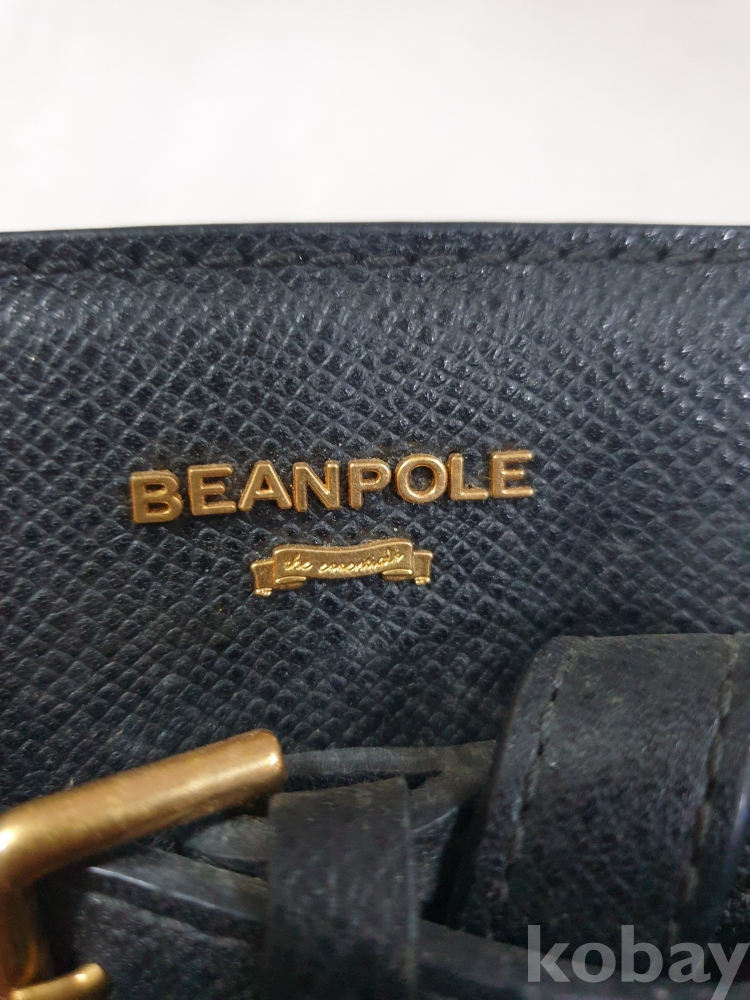 BEANPOLE
the essentials
kobay